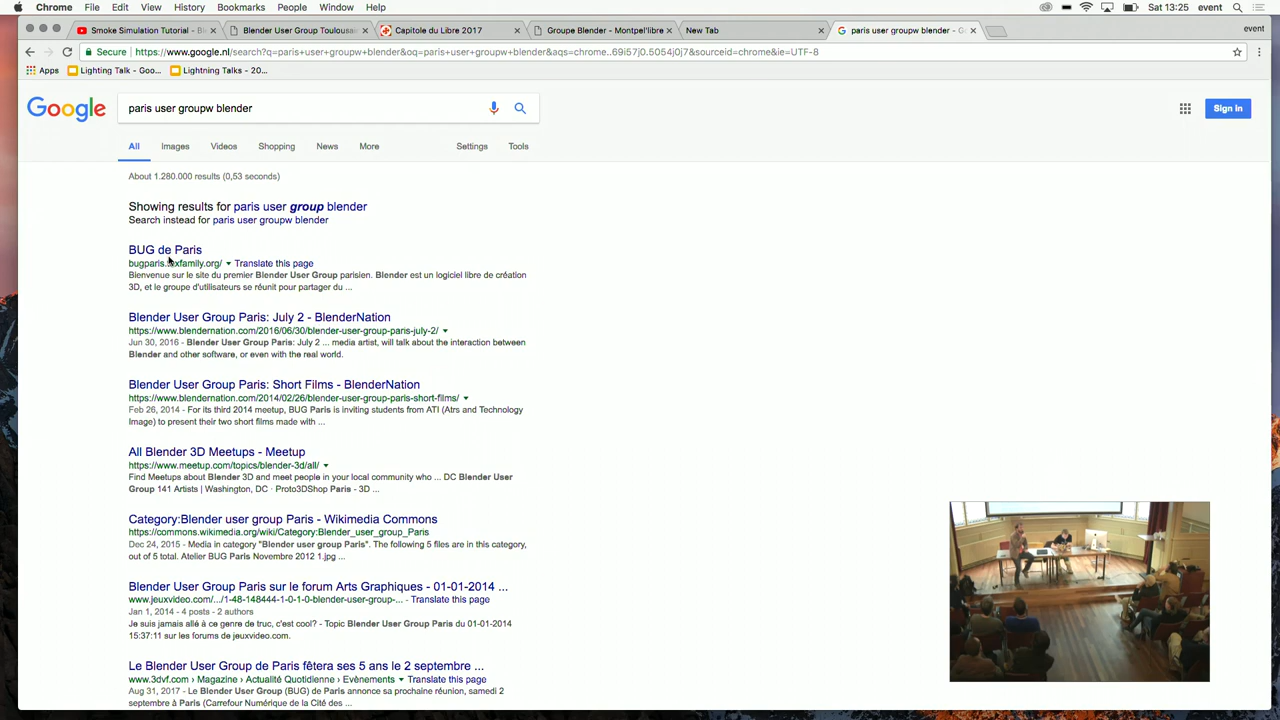 Chrome File Edit View History Bookmarks People Window Help Sat 13:25 event
Smoke Simulation Tutorial - Bl Blender User Group Toulousan Capitole du Libre 2017 Groupe Blender - Montpel'libre New Tab paris user groupw blender - G event
Secure https://www.google.nl/search?q=paris+user+groupw+blender&oq=paris+user+groupw+blender&aqs=chrome..69i57j0.5054j0j7&sourceid=chrome&ie=UTF-8
Apps Lighting Talk - Goo... Lightning Talks - 20...
Google paris user groupw blender Sign in
All Images Videos Shopping News More Settings Tools
About 1.280.000 results (0,53 seconds)
Showing results for paris user group blender
Search instead for paris user groupw blender
BUG de Paris
Translate this page
Bienvenue sur le site du premier Blender User Group parisien. Blender est un logiciel libre de création
3D, et le groupe d'utilisateurs se réunit pour partager du ...
Blender User Group Paris: July 2 - BlenderNation
https://www.blendernation.com/2016/06/30/blender-user-group-paris-july-2/
Jun 30, 2016 - Blender User Group Paris: July 2 ... media artist, will talk about the interaction between
Blender and other software, or even with the real world.
Blender User Group Paris: Short Films - BlenderNation
https://www.blendernation.com/2014/02/26/blender-user-group-paris-short-films/
Feb 26, 2014 - For its third 2014 meetup, BUG Paris is inviting students from ATI (Atrs and Technology
Image) to present their two short films made with ...
All Blender 3D Meetups - Meetup
https://www.meetup.com/topics/blender-3d/all/
Find Meetups about Blender 3D and meet people in your local community who ... DC Blender User
Group 141 Artists | Washington, DC · Proto3DShop Paris - 3D ...
Category:Blender user group Paris - Wikimedia Commons
https://commons.wikimedia.org/wiki/Category:Blender_user_group_Paris
Dec 24, 2015 - Media in category "Blender user group Paris". The following 5 files are in this category,
out of 5 total. Atelier BUG Paris Novembre 2012 1.jpg ...
Blender User Group Paris sur le forum Arts Graphiques - 01-01-2014 ...
www.jeuxvideo.com/.../1-48-148444-1-0-1-0-blender-user-group-... - Translate this page
Jan 1, 2014 - 4 posts - 2 authors
Je suis jamais allé à ce genre de truc, c'est cool? - Topic Blender User Group Paris du 01-01-2014
15:37:11 sur les forums de jeuxvideo.com.
Le Blender User Group de Paris fêtera ses 5 ans le 2 septembre ...
www.3dvf.com › Magazine › Actualité Quotidienne › Evènements Translate this page
Aug 31, 2017 - Le Blender User Group (BUG) de Paris annonce sa prochaine réunion, samedi 2
septembre à Paris (Carrefour Numérique de la Cité des ...